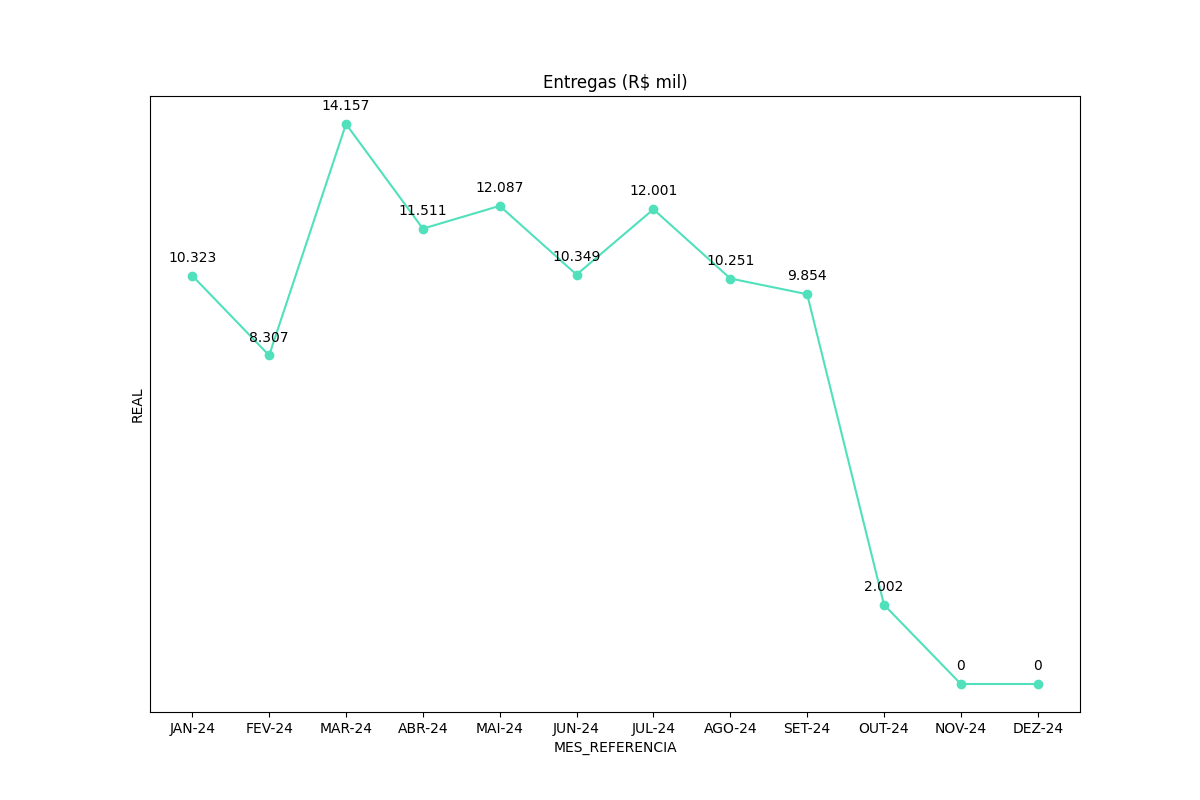 Entregas (R$ mil)
14.157
12.087
12.001
11.511
10.323
10.349
10.251
9.854
8.307
REAL
2.002
0 0
JAN-24 FEV-24 MAR-24 ABR-24 MAI-24 JUN-24 JUL-24 AGO-24 SET-24 OUT-24 NOV-24 DEZ-24
MES_REFERENCIA